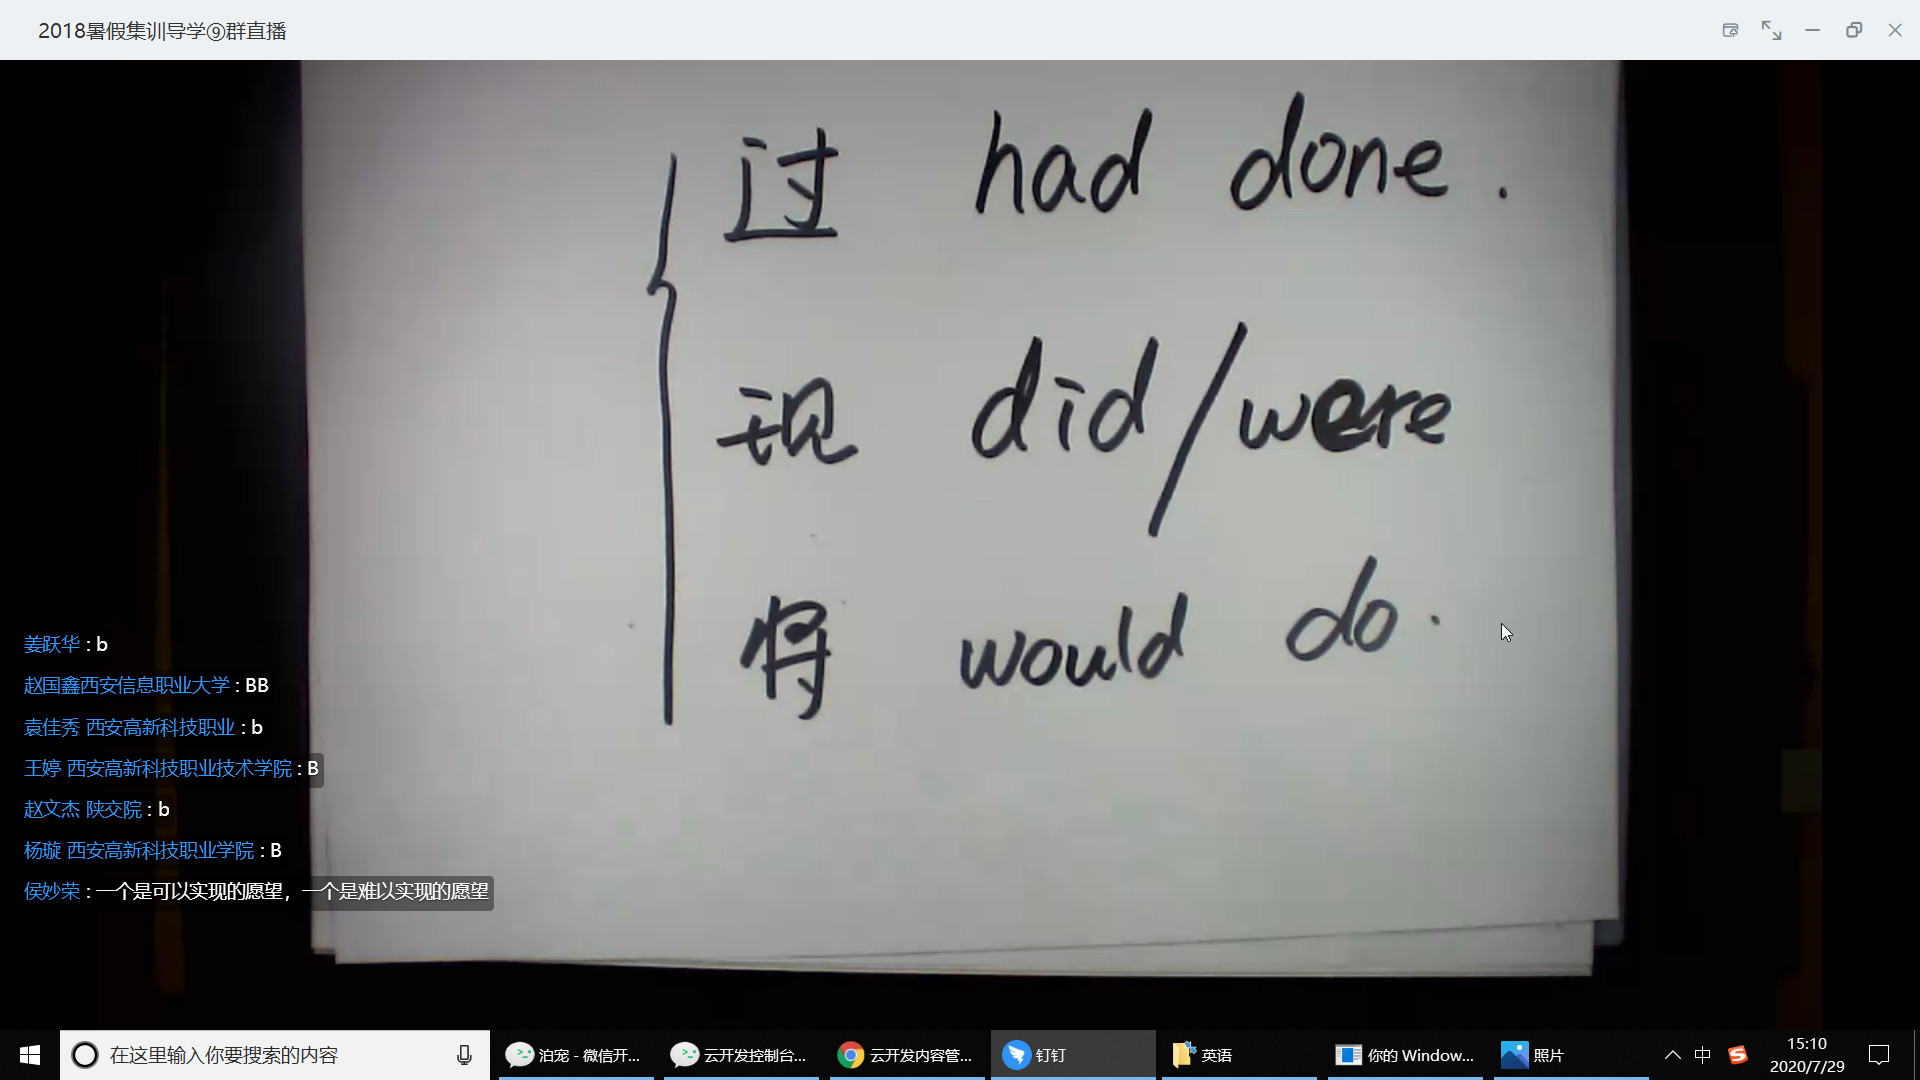 2018暑假集训导学⑨群直播
过 had done.
现 did/were
将 would do.
姜跃华 : b
赵国鑫西安信息职业大学 : BB
袁佳秀 西安高新科技职业 : b
王婷 西安高新科技职业技术学院 : B
赵文杰 陕交院 : b
杨璇 西安高新科技职业学院 : B
侯妙荣 : 一个是可以实现的愿望，一个是难以实现的愿望
在这里输入你要搜索的内容
泊宠 - 微信开...
云开发控制台...
云开发内容管...
钉钉
英语
你的 Window...
照片
中
15:10
2020/7/29